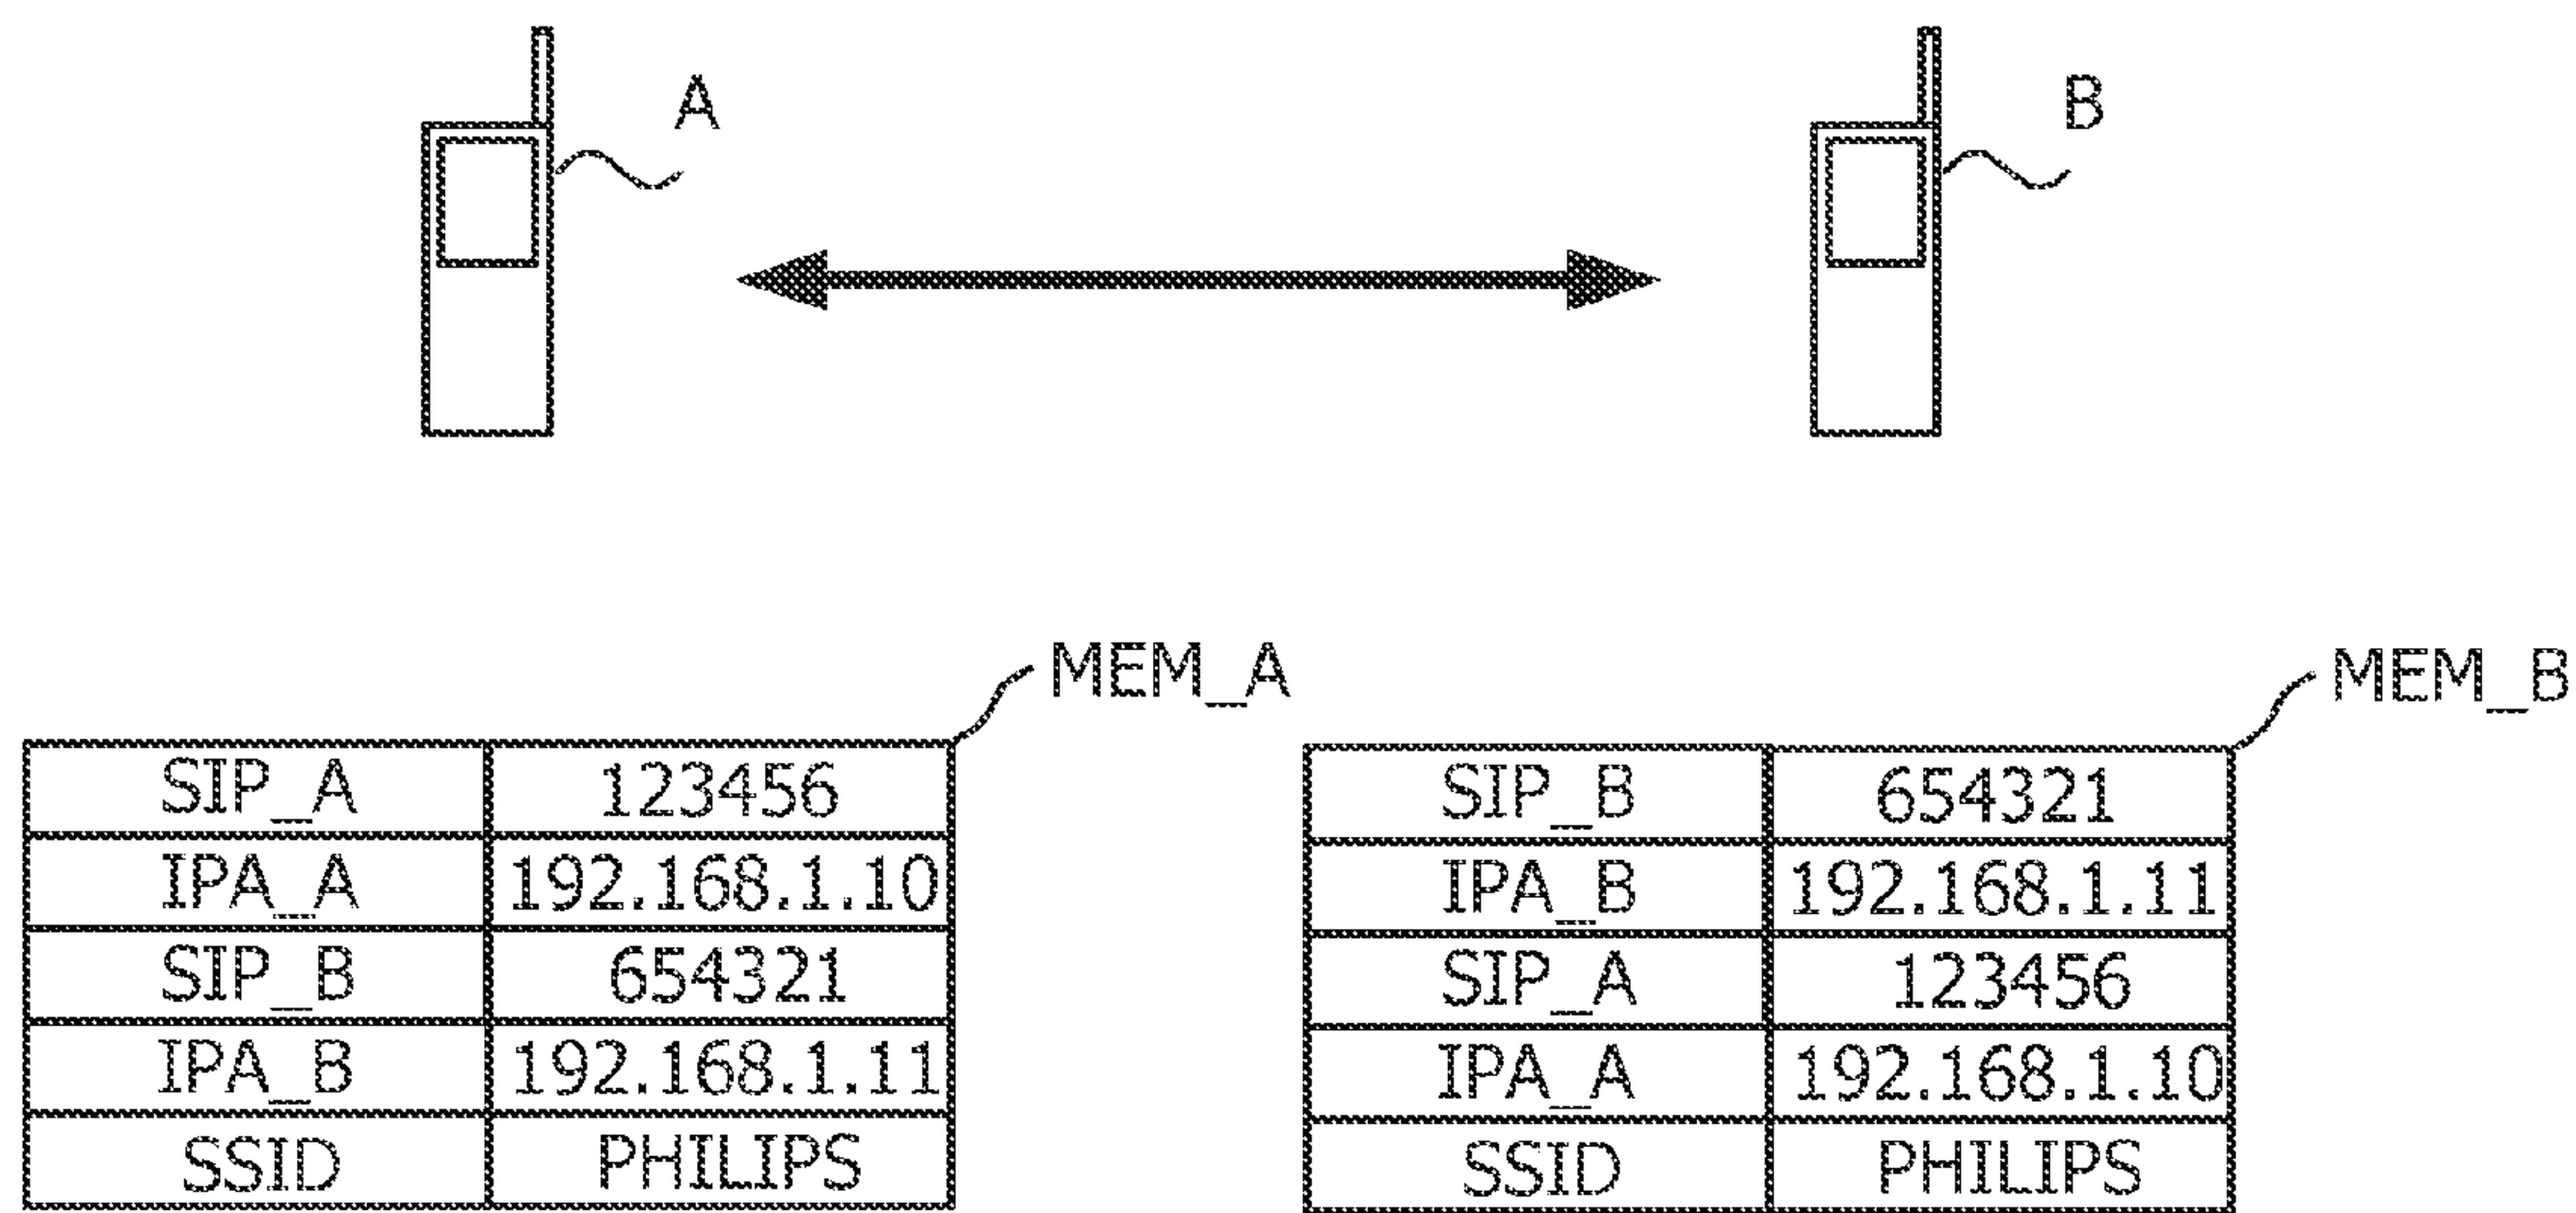 A
B
MEM_A
MEM_B
SIP_A 123456
IPA_A 192.168.1.10
SIP_B 654321
IPA_B 192.168.1.11
SSID PHILIPS
SIP_B 654321
IPA_B 192.168.1.11
SIP_A 123456
IPA_A 192.168.1.10
SSID PHILIPS